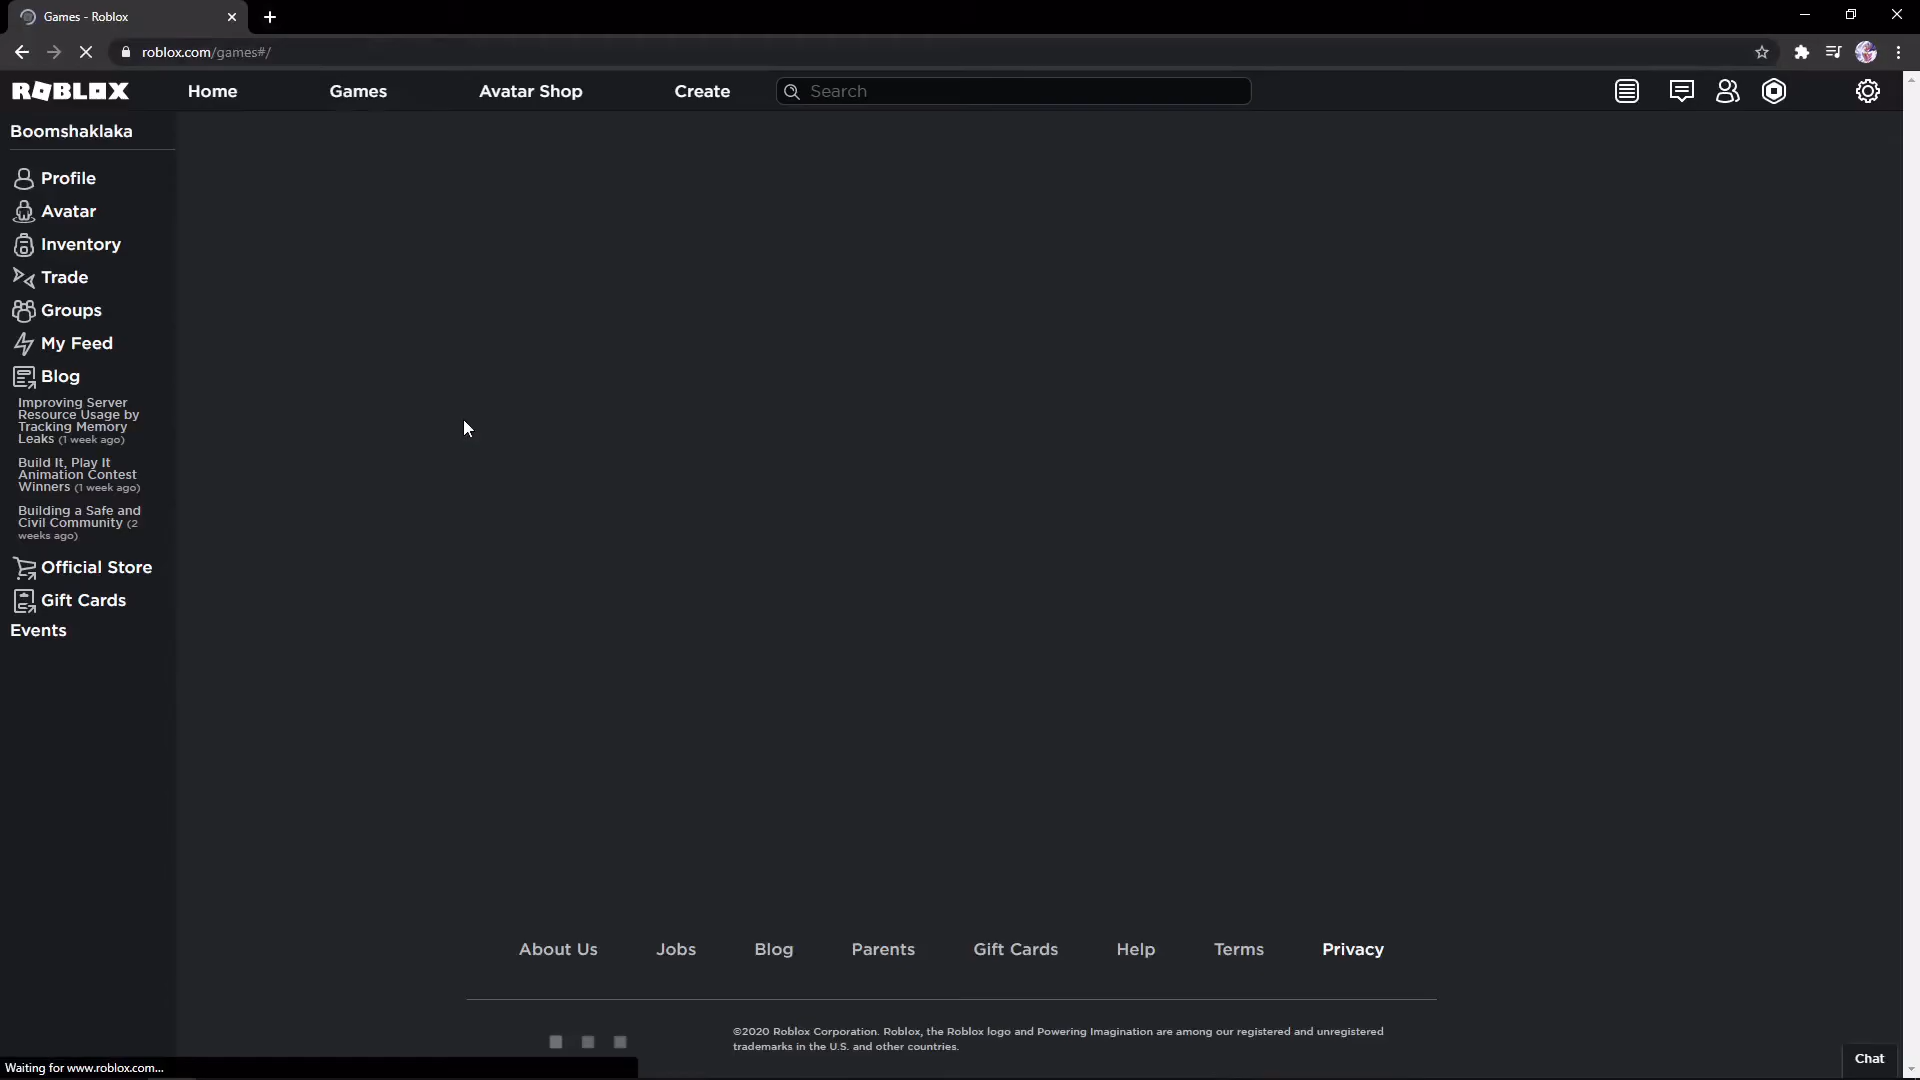 Games - Roblox
roblox.com/games#/
ROBLOX
Home
Games
Avatar Shop
Create
Search
Boomshaklaka
Profile
Avatar
Inventory
Trade
Groups
My Feed
Blog
Improving Server
Resource Usage by
Tracking Memory
Leaks (1 week ago)
Build It, Play It
Animation Contest
Winners (1 week ago)
Building a Safe and
Civil Community (2
weeks ago)
Official Store
Gift Cards
Events
About Us
Jobs
Blog
Parents
Gift Cards
Help
Terms
Privacy
©2020 Roblox Corporation. Roblox, the Roblox logo and Powering Imagination are among our registered and unregistered
trademarks in the U.S. and other countries.
Chat
Waiting for www.roblox.com...